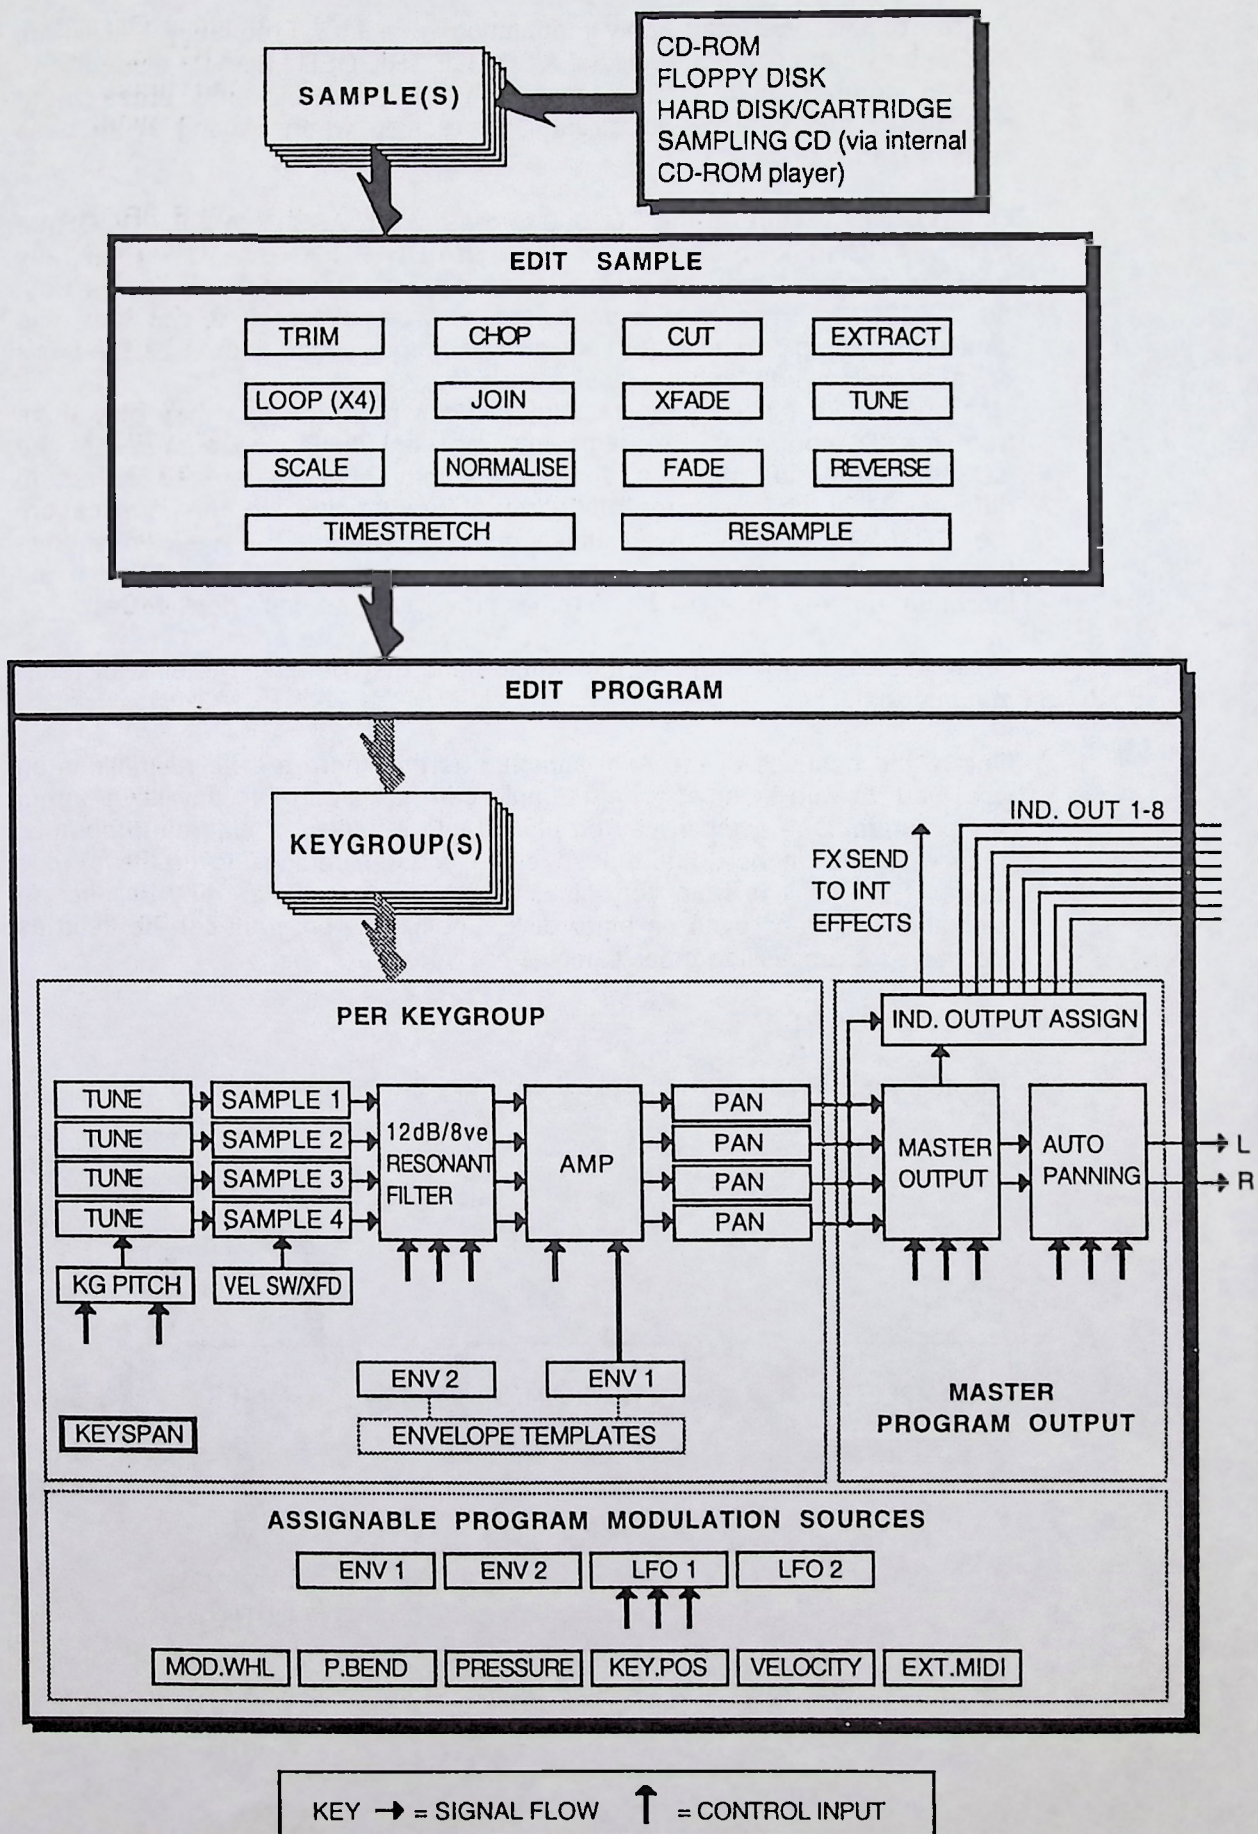 SAMPLE(S)
CD-ROM
FLOPPY DISK
HARD DISK/CARTRIDGE
SAMPLING CD (via internal
CD-ROM player)
EDIT SAMPLE
TRIM
CHOP
CUT
EXTRACT
LOOP (X4)
JOIN
XFADE
TUNE
SCALE
NORMALISE
FADE
REVERSE
TIMESTRETCH
RESAMPLE
EDIT PROGRAM
KEYGROUP(S)
IND. OUT 1-8
FX SEND
TO INT
EFFECTS
PER KEYGROUP
IND. OUTPUT ASSIGN
TUNE
SAMPLE 1
TUNE
SAMPLE 2
TUNE
SAMPLE 3
TUNE
SAMPLE 4
12dB/8ve
RESONANT
FILTER
AMP
PAN
PAN
PAN
PAN
MASTER
OUTPUT
AUTO
PANNING
L
R
KG PITCH
VEL SW/XFD
ENV 2
ENV 1
ENVELOPE TEMPLATES
KEYSPAN
MASTER
PROGRAM OUTPUT
ASSIGNABLE PROGRAM MODULATION SOURCES
ENV 1
ENV 2
LFO 1
LFO 2
MOD.WHL
P.BEND
PRESSURE
KEY.POS
VELOCITY
EXT.MIDI
KEY → = SIGNAL FLOW ↑ = CONTROL INPUT